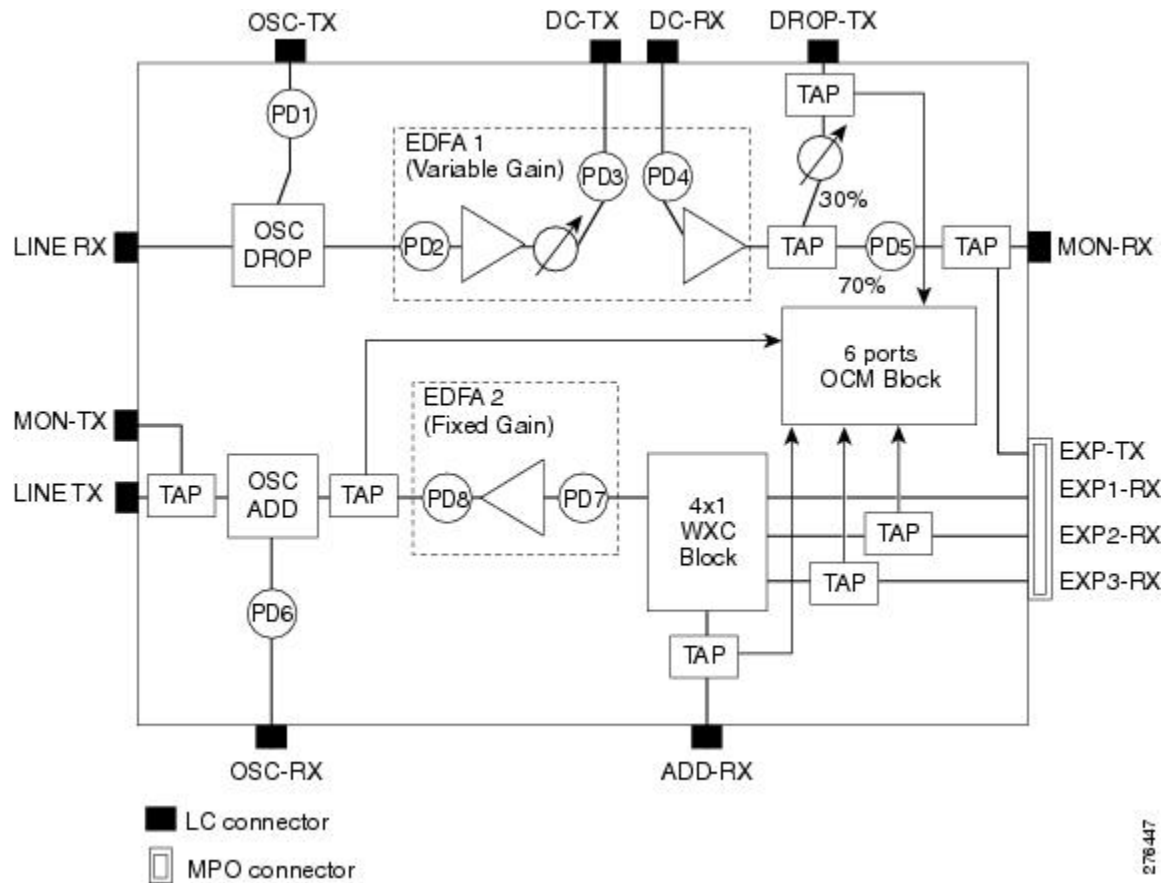 OSC-TX
DC-TX
DC-RX
DROP-TX
TAP
PD1
EDFA 1
(Variable Gain)
PD3
PD4
30%
LINE RX
OSC
DROP
PD2
TAP
PD5
TAP
MON-RX
70%
6 ports
OCM Block
EDFA 2
(Fixed Gain)
MON-TX
LINE TX
TAP
OSC
ADD
TAP
PD8
PD7
4x1
WXC
Block
EXP-TX
EXP1-RX
TAP
EXP2-RX
TAP
EXP3-RX
PD6
TAP
OSC-RX
ADD-RX
LC connector
MPO connector
276447